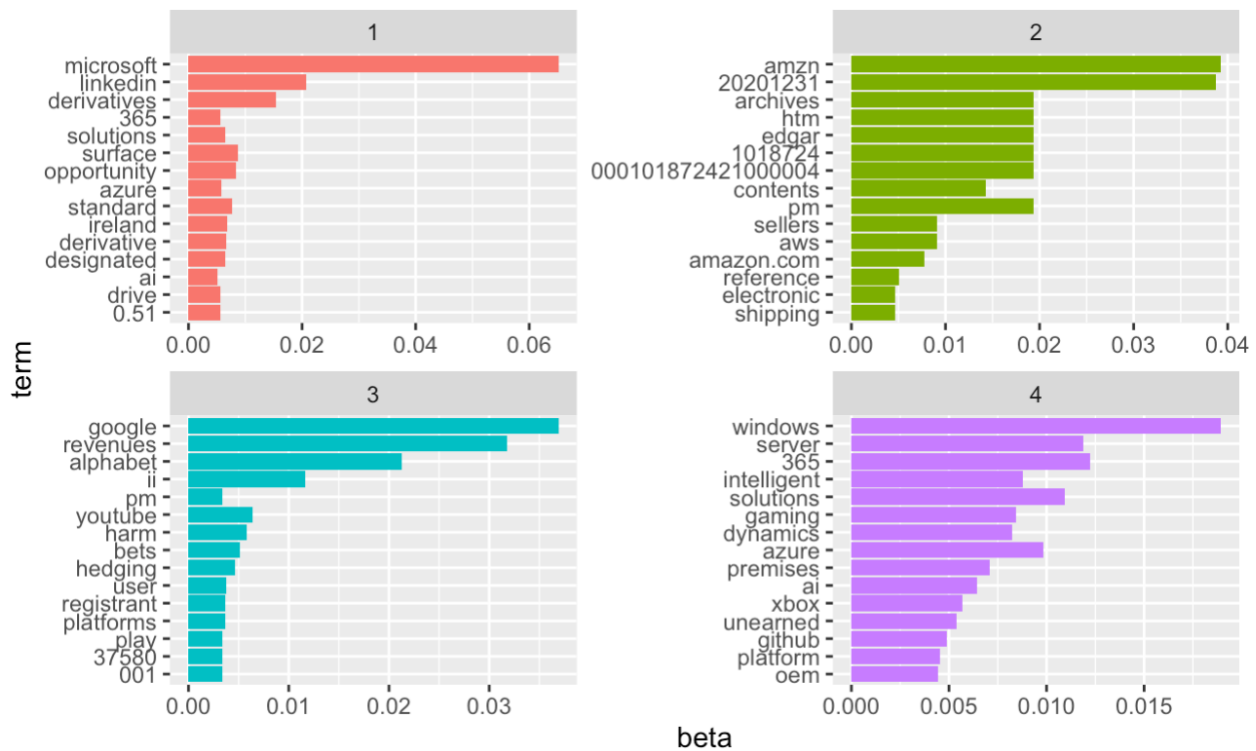 1
microsoft
linkedin
derivatives
365
solutions
surface
opportunity
azure
standard
ireland
derivative
designated
ai
drive
0.51
0.00 0.02 0.04 0.06
2
amzn
20201231
archives
htm
edgar
1018724
000101872421000004
contents
pm
sellers
aws
amazon.com
reference
electronic
shipping
0.00 0.01 0.02 0.03 0.04
term
3
google
revenues
alphabet
ii
pm
youtube
harm
bets
hedging
user
registrant
platforms
play
37580
001
0.00 0.01 0.02 0.03
4
windows
server
365
intelligent
solutions
gaming
dynamics
azure
premises
ai
xbox
unearned
github
platform
oem
0.000 0.005 0.010 0.015
beta